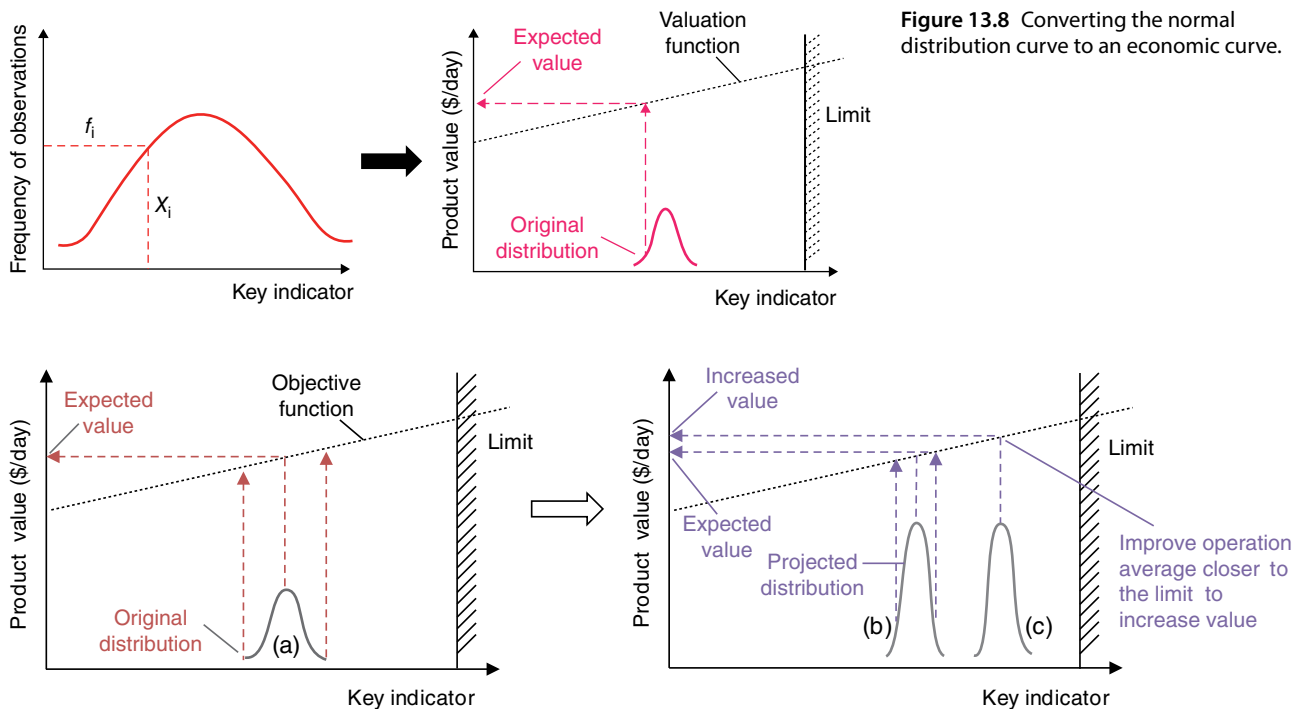 Frequency of observations
f_i
X_i
Key indicator
Product value ($/day)
Expected
value
Valuation
function
Limit
Original
distribution
Key indicator
Figure 13.8 Converting the normal
distribution curve to an economic curve.
Product value ($/day)
Expected
value
Objective
function
Limit
Original
distribution
(a)
Key indicator
Product value ($/day)
Increased
value
Limit
Expected
value
Projected
distribution
(b)
(c)
Improve operation
average closer to
the limit to
increase value
Key indicator